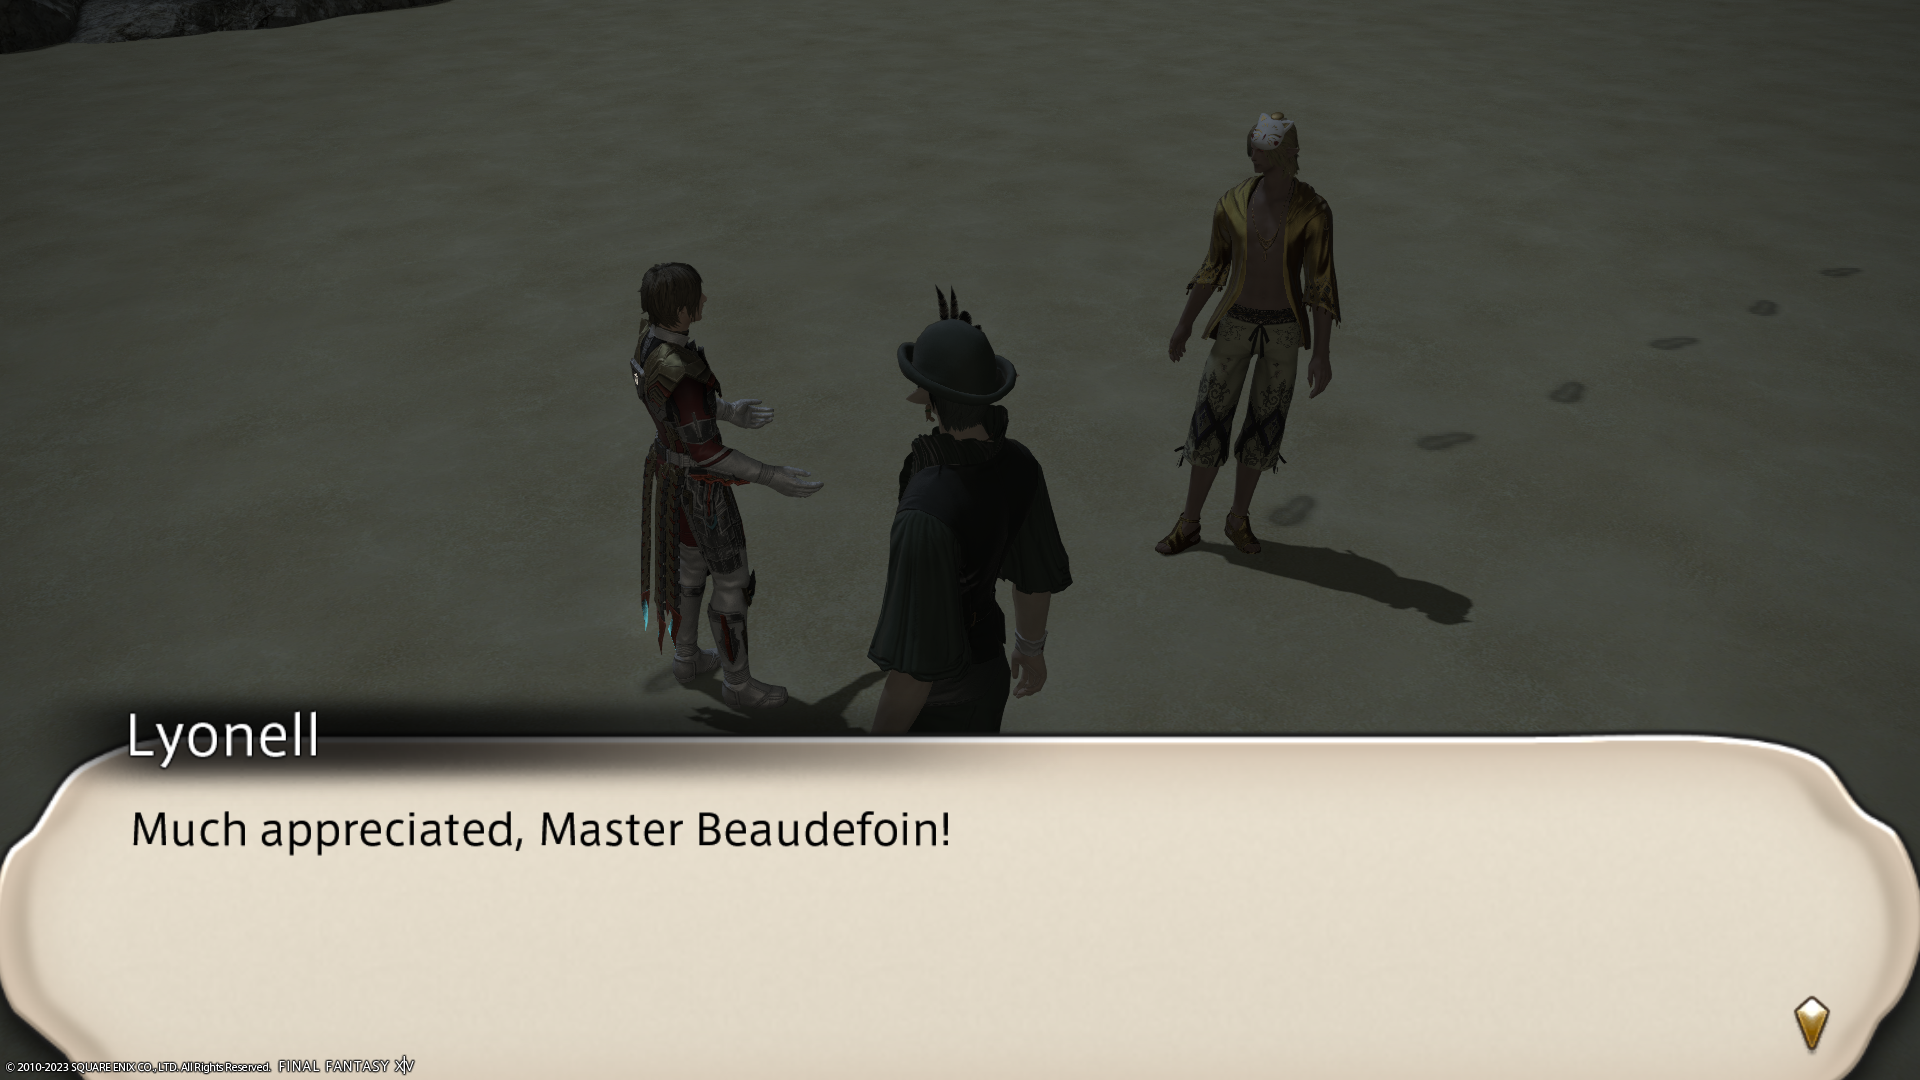 Lyonell
Much appreciated, Master Beaudefoin!
© 2010-2023 SQUARE ENIX CO., LTD. All Rights Reserved. FINAL FANTASY XIV